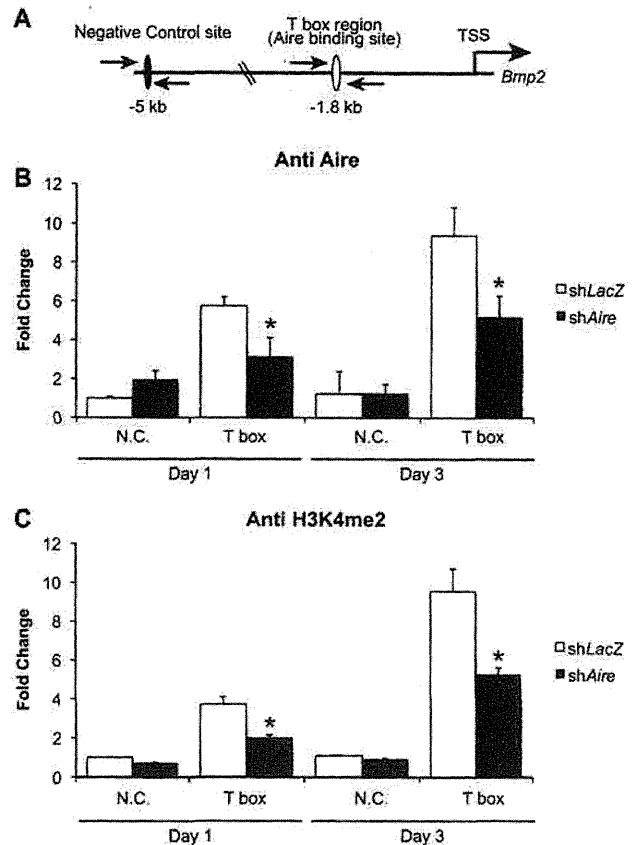 A
Negative Control site
T box region
(Aire binding site)
TSS
Bmp2
-5 kb
-1.8 kb
B
Anti Aire
Fold Change
12
10
8
6
4
2
0
*
*
shLacZ
shAire
N.C.
T box
N.C.
T box
Day 1
Day 3
C
Anti H3K4me2
Fold Change
12
10
8
6
4
2
0
*
*
shLacZ
shAire
N.C.
T box
N.C.
T box
Day 1
Day 3